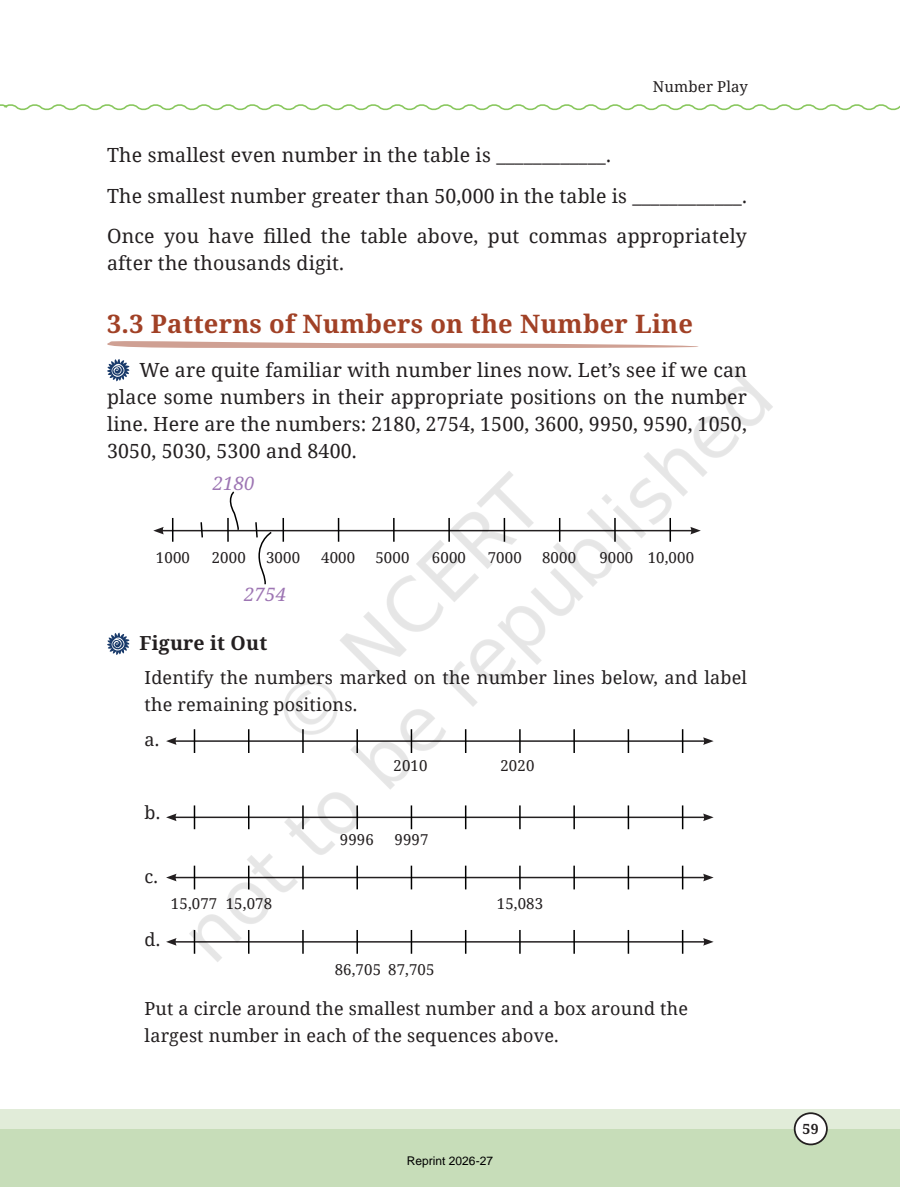 Number Play
The smallest even number in the table is ____________.
The smallest number greater than 50,000 in the table is ____________.
Once you have filled the table above, put commas appropriately
after the thousands digit.
3.3 Patterns of Numbers on the Number Line
We are quite familiar with number lines now. Let’s see if we can
place some numbers in their appropriate positions on the number
line. Here are the numbers: 2180, 2754, 1500, 3600, 9950, 9590, 1050,
3050, 5030, 5300 and 8400.
2180
1000 2000 3000 4000 5000 6000 7000 8000 9000 10,000
2754
Figure it Out
Identify the numbers marked on the number lines below, and label
the remaining positions.
a.
2010 2020
b.
9996 9997
c.
15,077 15,078 15,083
d.
86,705 87,705
Put a circle around the smallest number and a box around the
largest number in each of the sequences above.
© NCERT
not to be republished
59
Reprint 2026-27